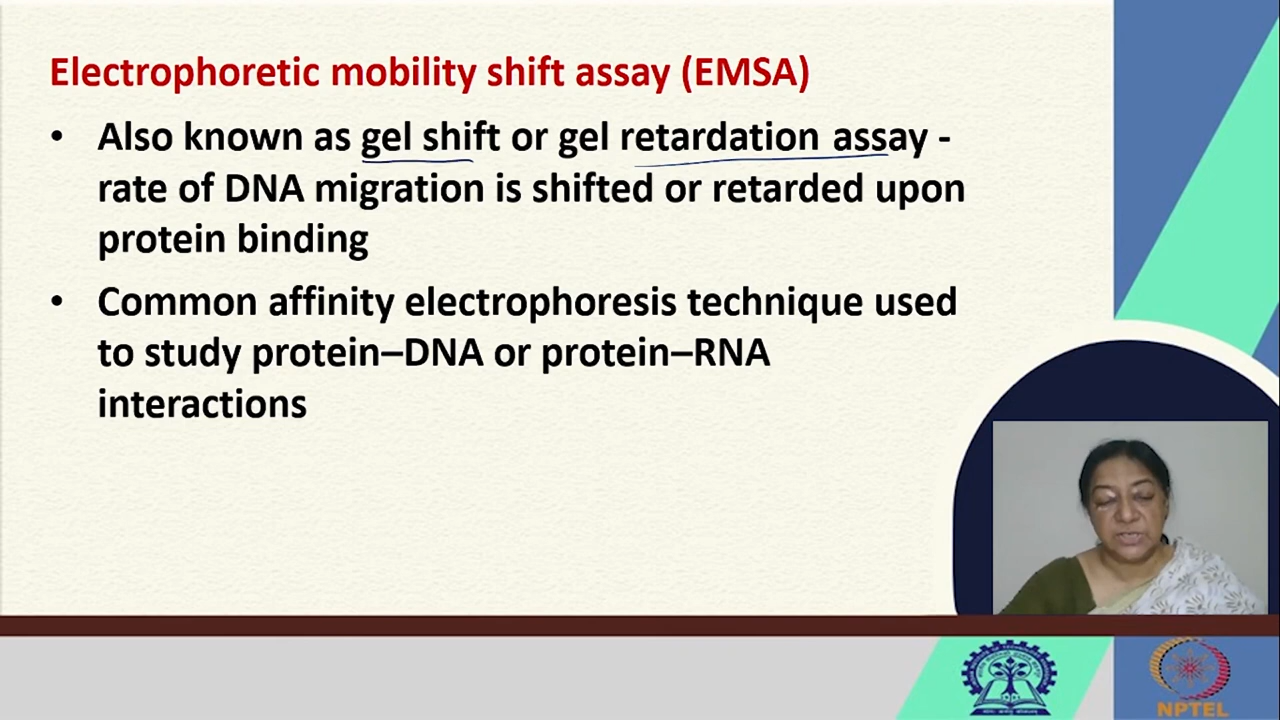 Electrophoretic mobility shift assay (EMSA)
• Also known as gel shift or gel retardation assay -
rate of DNA migration is shifted or retarded upon
protein binding
• Common affinity electrophoresis technique used
to study protein–DNA or protein–RNA
interactions
NPTEL